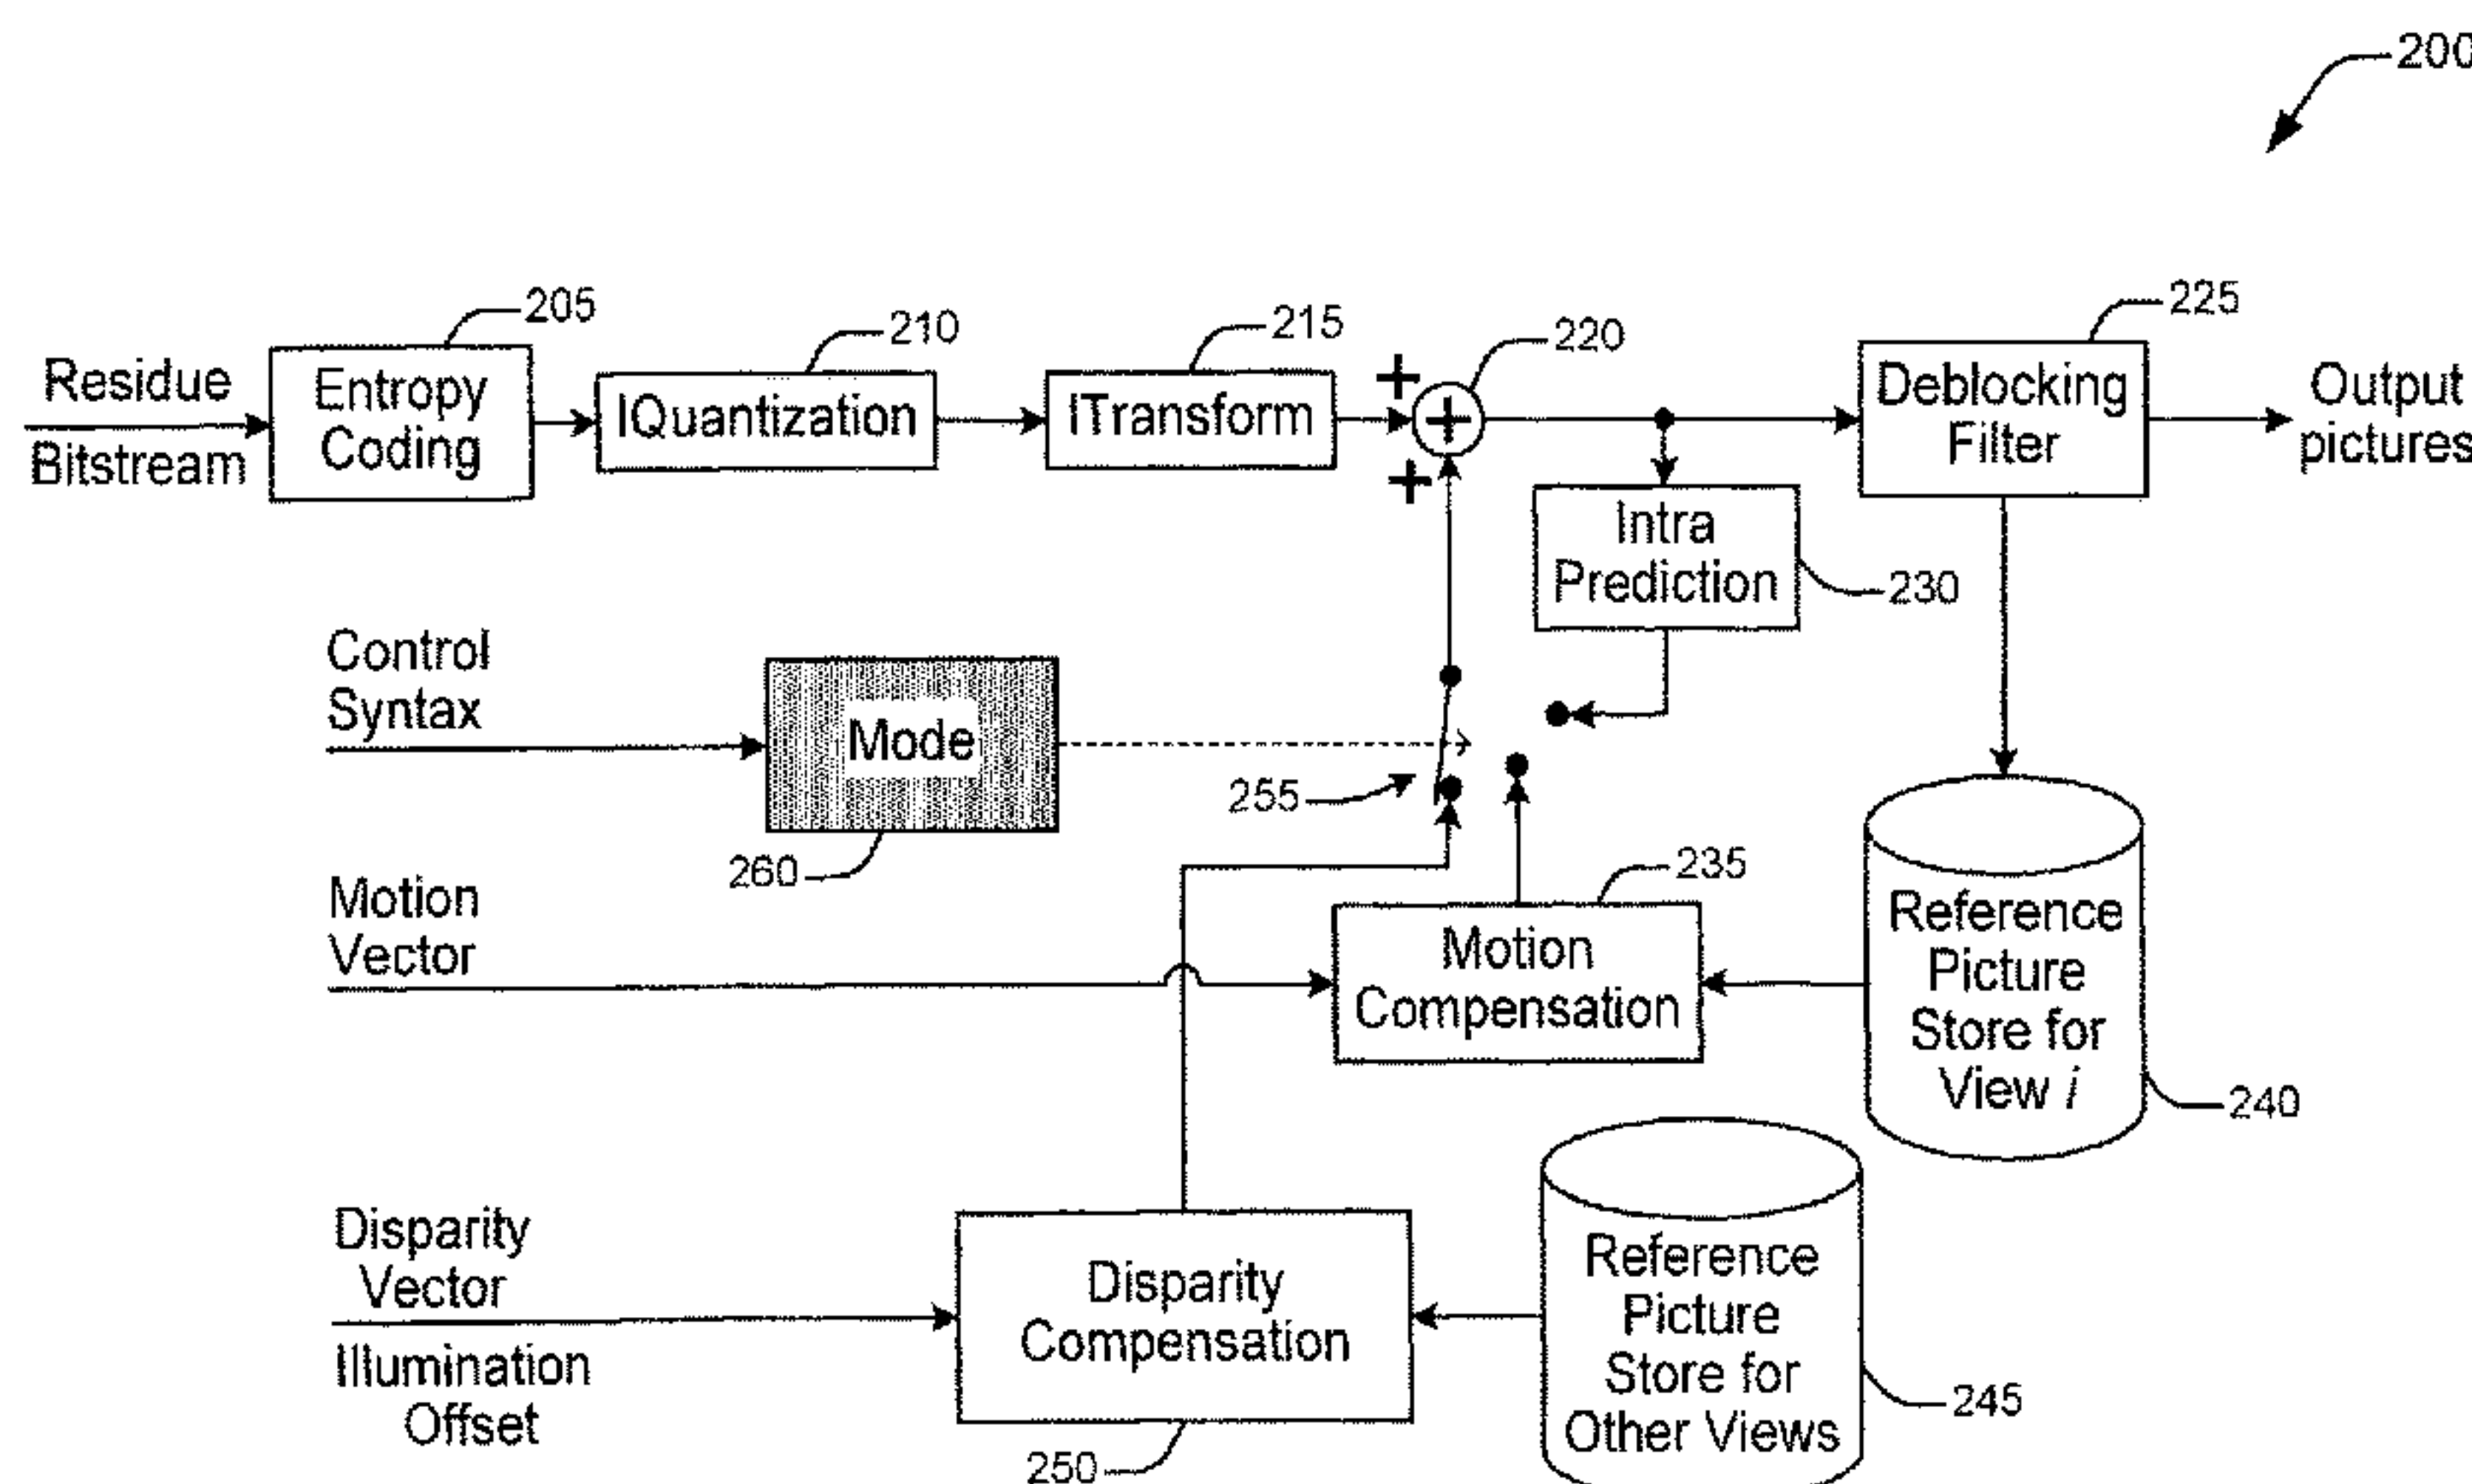 200
205
210
215
220
225
Residue
Bitstream
Entropy
Coding
IQuantization
ITransform
+
+
+
Deblocking
Filter
Output
pictures
Intra
Prediction
230
Control
Syntax
Mode
255
260
Motion
Vector
235
Motion
Compensation
Reference
Picture
Store for
View i
240
Disparity
Vector
Illumination
Offset
Disparity
Compensation
250
Reference
Picture
Store for
Other Views
245